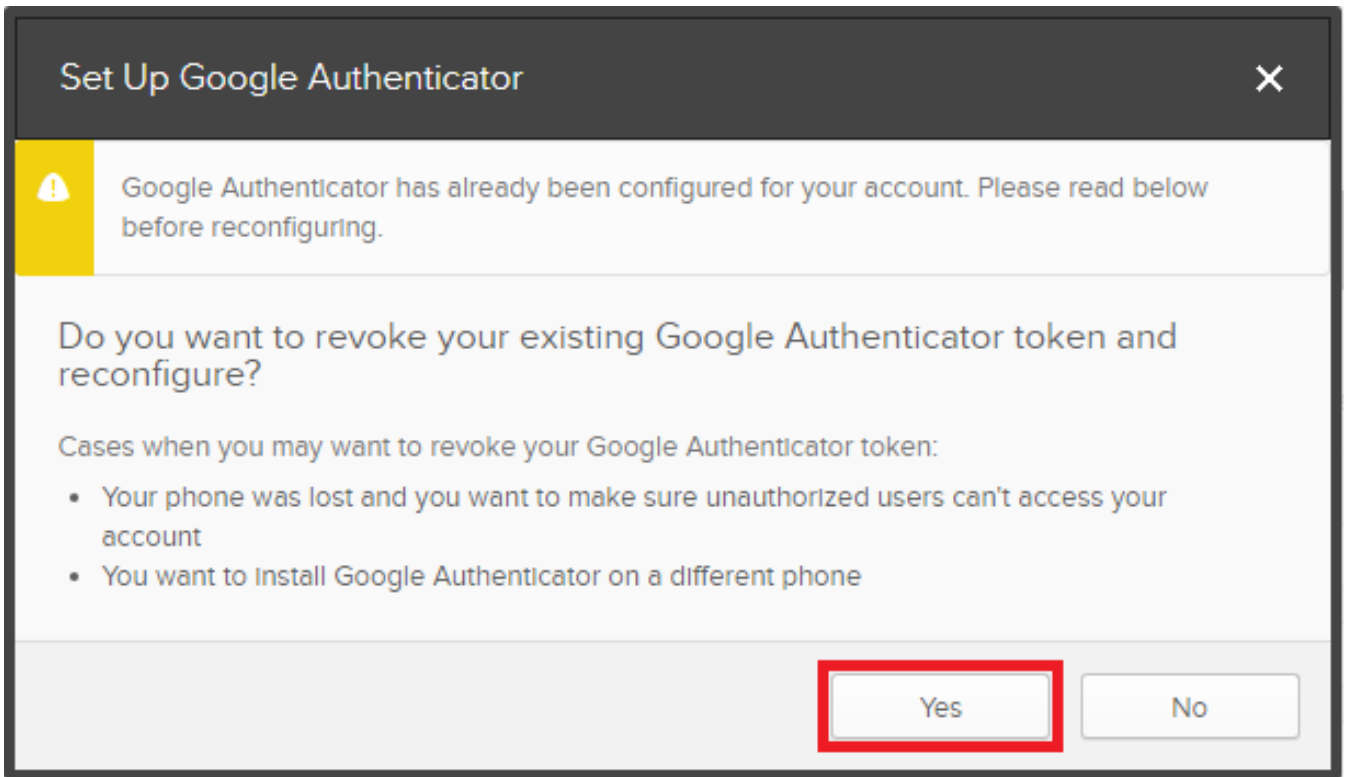 Set Up Google Authenticator
Google Authenticator has already been configured for your account. Please read below
before reconfiguring.
Do you want to revoke your existing Google Authenticator token and
reconfigure?
Cases when you may want to revoke your Google Authenticator token:
• Your phone was lost and you want to make sure unauthorized users can't access your
account
• You want to install Google Authenticator on a different phone
Yes No